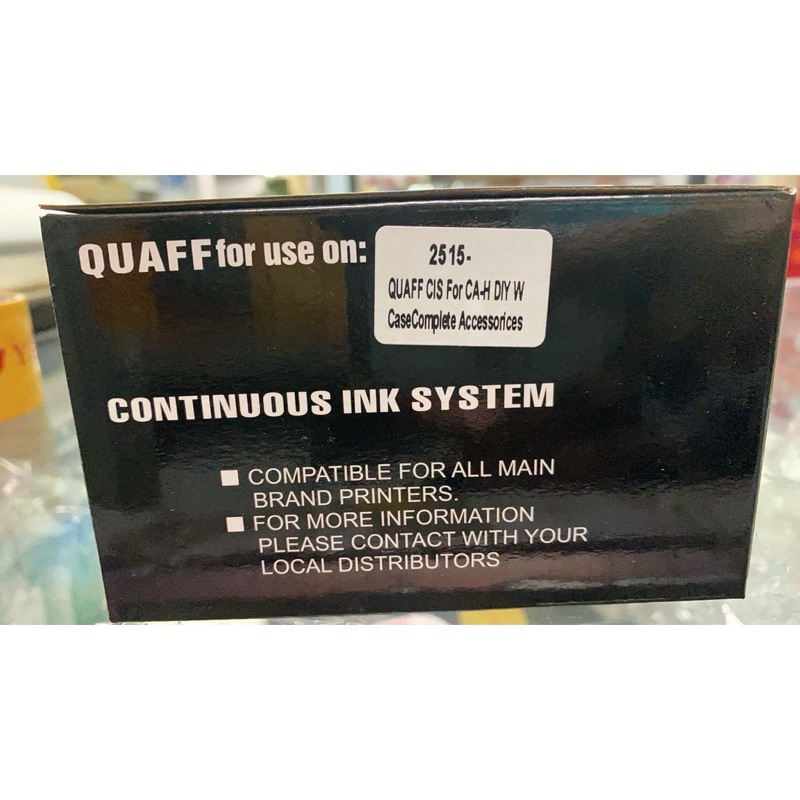 QUAFF for use on:
2515-
QUAFF CIS For CA-H DIY W
CaseComplete Accessorices
CONTINUOUS INK SYSTEM
COMPATIBLE FOR ALL MAIN
BRAND PRINTERS.
FOR MORE INFORMATION
PLEASE CONTACT WITH YOUR
LOCAL DISTRIBUTORS